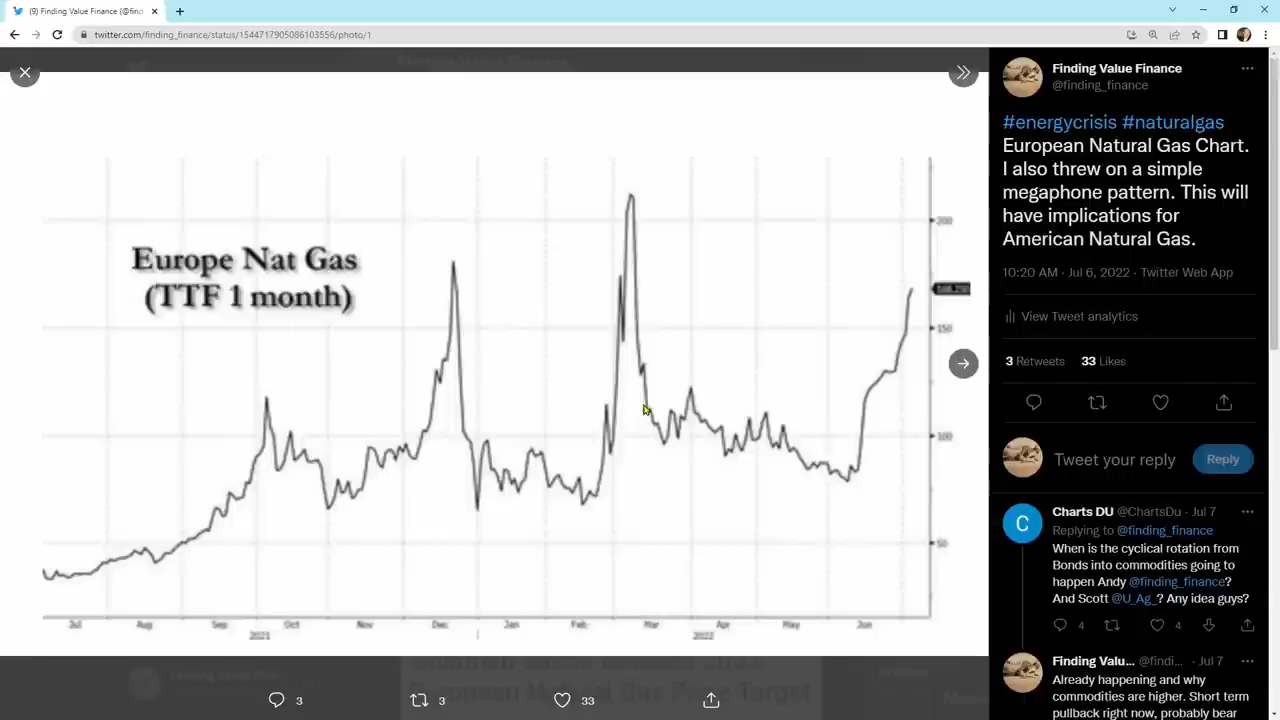 (9) Finding Value Finance (@finc
twitter.com/finding_finance/status/1544717905086103556/photo/1
Europe Nat Gas
(TTF 1 month)
200
150
100
50
Jul Aug Sep Oct Nov Dec Jan Feb Mar Apr May Jun
2021 2022
3 3 33
Finding Value Finance
@finding_finance
#energycrisis #naturalgas
European Natural Gas Chart.
I also threw on a simple
megaphone pattern. This will
have implications for
American Natural Gas.
10:20 AM · Jul 6, 2022 · Twitter Web App
View Tweet analytics
3 Retweets 33 Likes
Tweet your reply Reply
C
Charts DU @ChartsDu · Jul 7
Replying to @finding_finance
When is the cyclical rotation from
Bonds into commodities going to
happen Andy @finding_finance?
And Scott @U_Ag_? Any idea guys?
4 4
Finding Valu... @findi... · Jul 7
Already happening and why
commodities are higher. Short term
pullback right now, probably bear